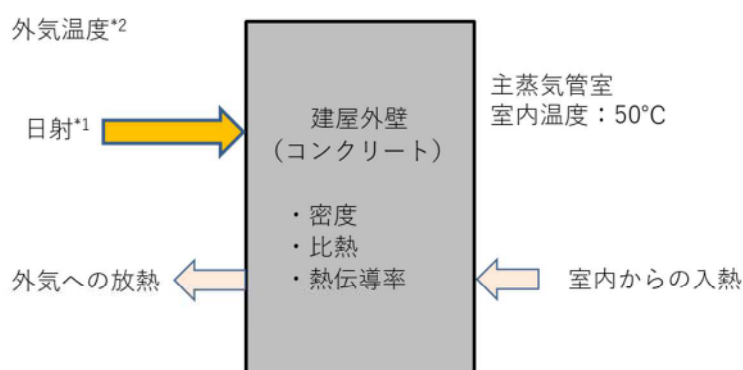 外気温度*2
日射*1
建屋外壁
（コンクリート）
・密度
・比熱
・熱伝導率
主蒸気管室
室内温度：50℃
外気への放熱
室内からの入熱